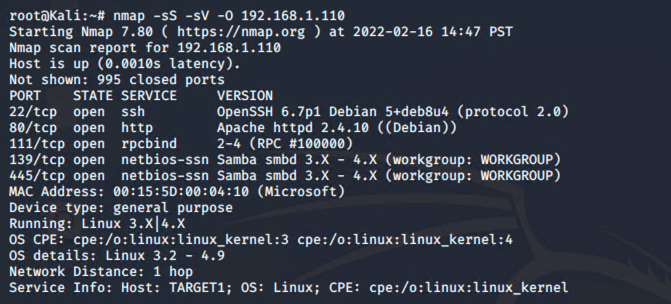 root@Kali:~# nmap -sS -sV -O 192.168.1.110
Starting Nmap 7.80 ( https://nmap.org ) at 2022-02-16 14:47 PST
Nmap scan report for 192.168.1.110
Host is up (0.0010s latency).
Not shown: 995 closed ports
PORT    STATE SERVICE     VERSION
22/tcp  open  ssh         OpenSSH 6.7p1 Debian 5+deb8u4 (protocol 2.0)
80/tcp  open  http        Apache httpd 2.4.10 ((Debian))
111/tcp open  rpcbind     2-4 (RPC #100000)
139/tcp open  netbios-ssn Samba smbd 3.X - 4.X (workgroup: WORKGROUP)
445/tcp open  netbios-ssn Samba smbd 3.X - 4.X (workgroup: WORKGROUP)
MAC Address: 00:15:5D:00:04:10 (Microsoft)
Device type: general purpose
Running: Linux 3.X|4.X
OS CPE: cpe:/o:linux:linux_kernel:3 cpe:/o:linux:linux_kernel:4
OS details: Linux 3.2 - 4.9
Network Distance: 1 hop
Service Info: Host: TARGET1; OS: Linux; CPE: cpe:/o:linux:linux_kernel